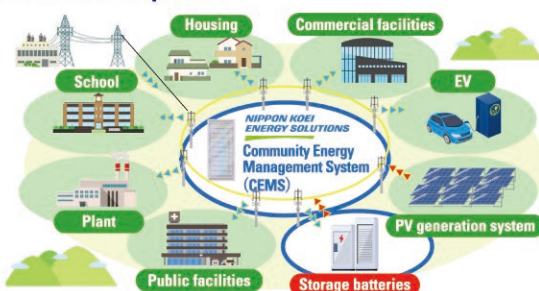 Housing
Commercial facilities
School
EV
NIPPON KOEI
ENERGY SOLUTIONS
Community Energy
Management System
(CEMS)
Plant
PV generation system
Public facilities
Storage batteries